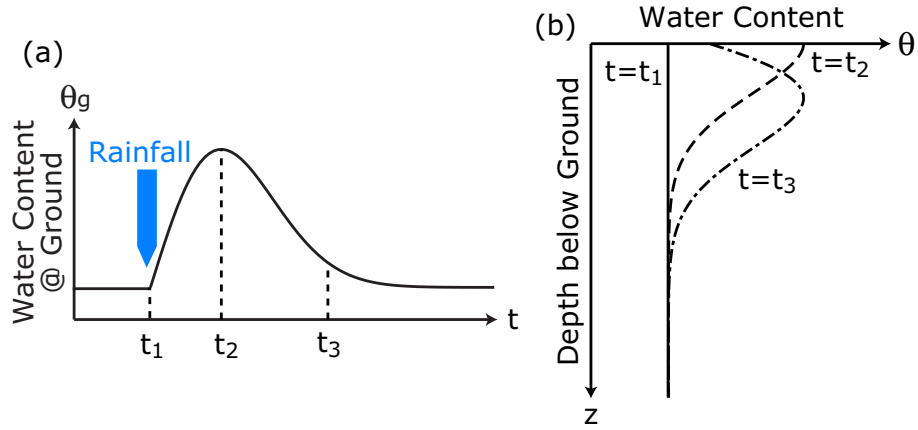 (a)
θg
Water Content
@ Ground
Rainfall
t1
t2
t3
t
(b)
Water Content
θ
t=t1
t=t2
t=t3
Depth below Ground
z